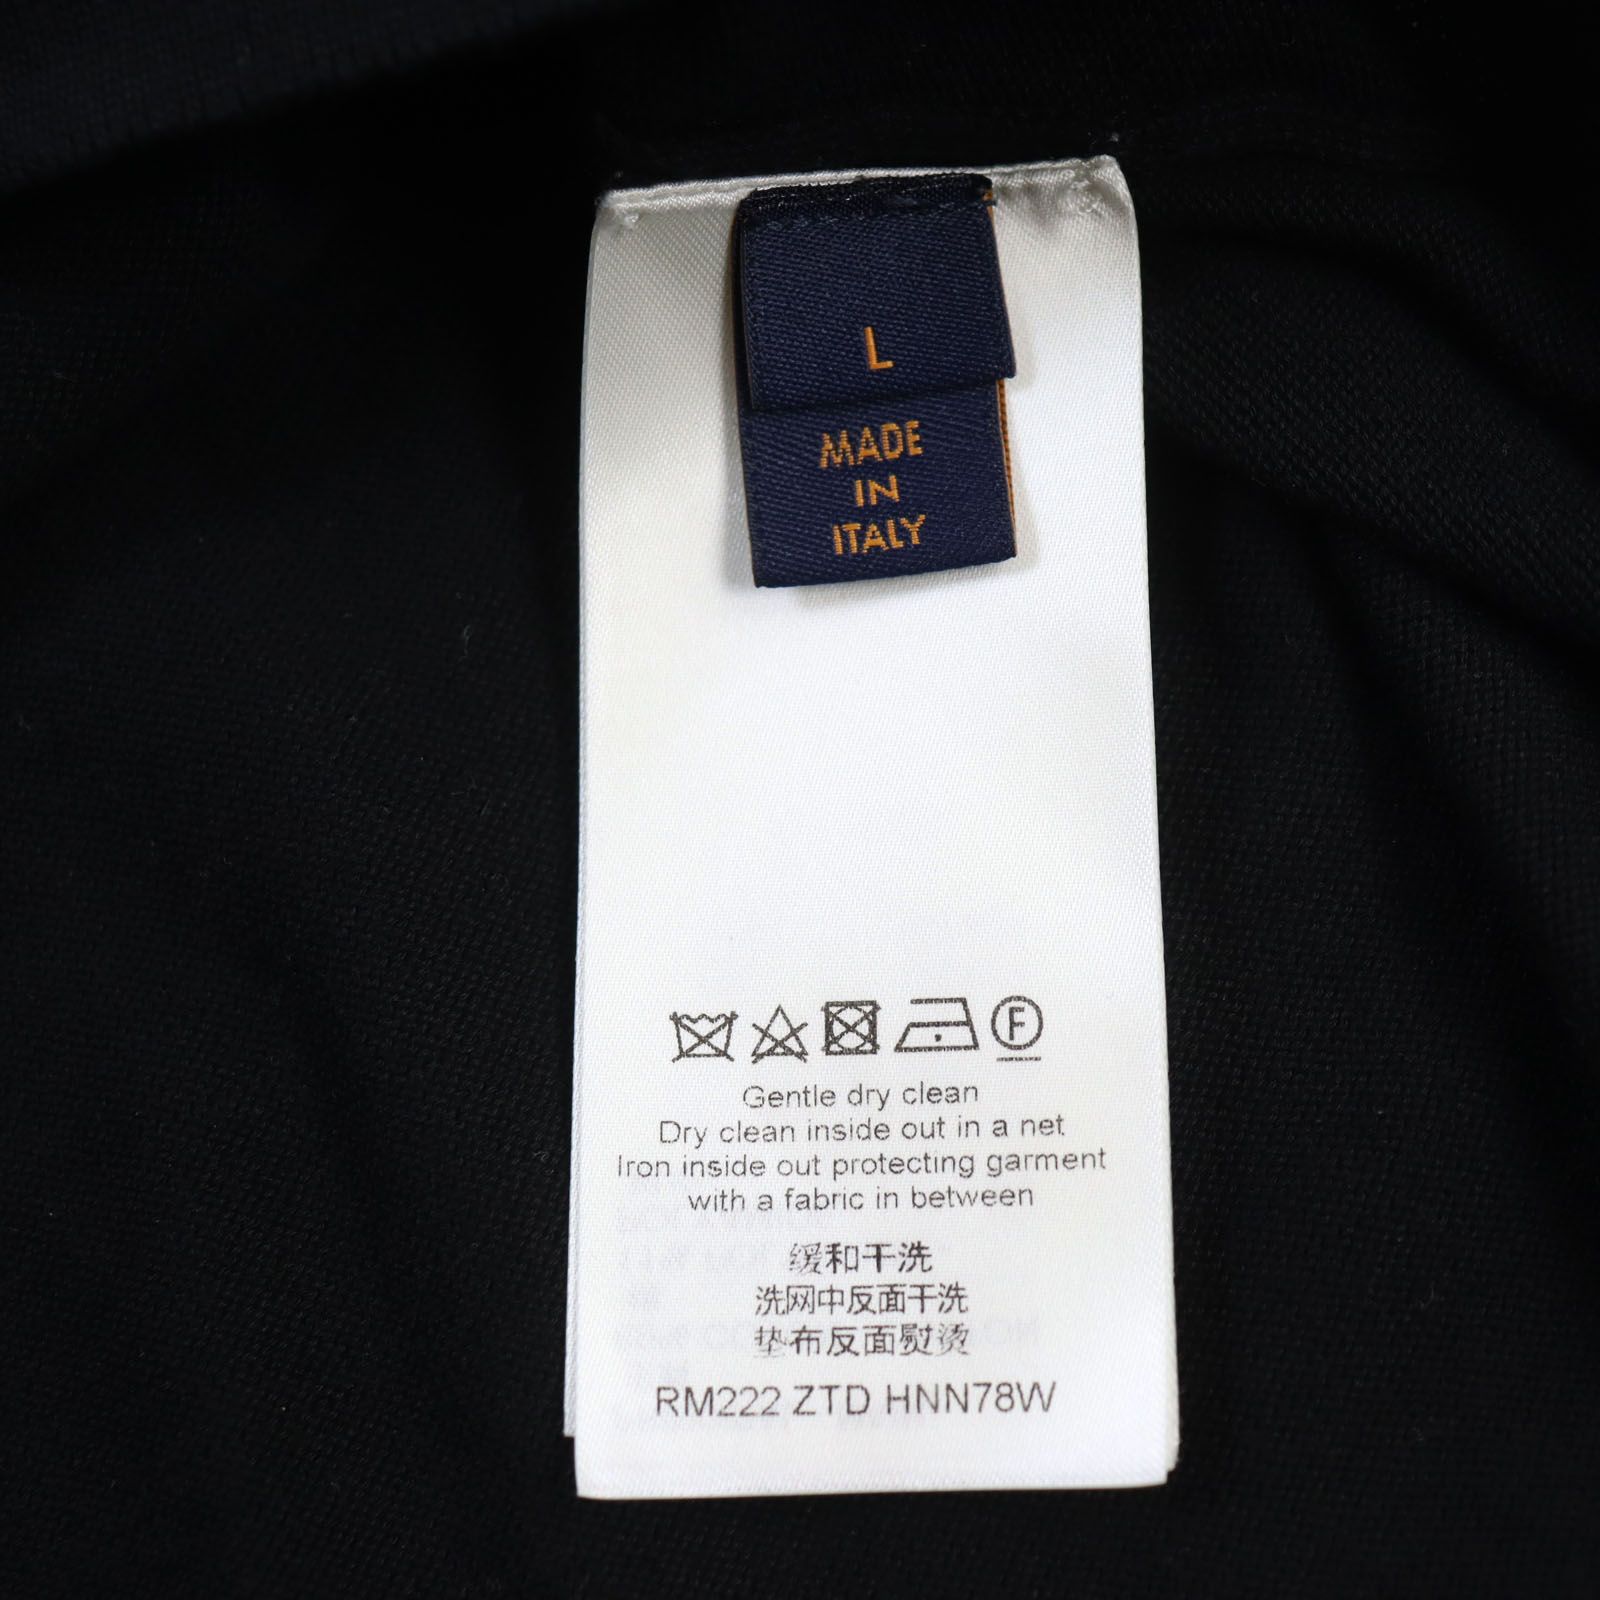 L
MADE
IN
ITALY
F
Gentle dry clean
Dry clean inside out in a net
Iron inside out protecting garment
with a fabric in between
缓和干洗
洗网中反面干洗
垫布反面熨烫
RM222 ZTD HNN78W